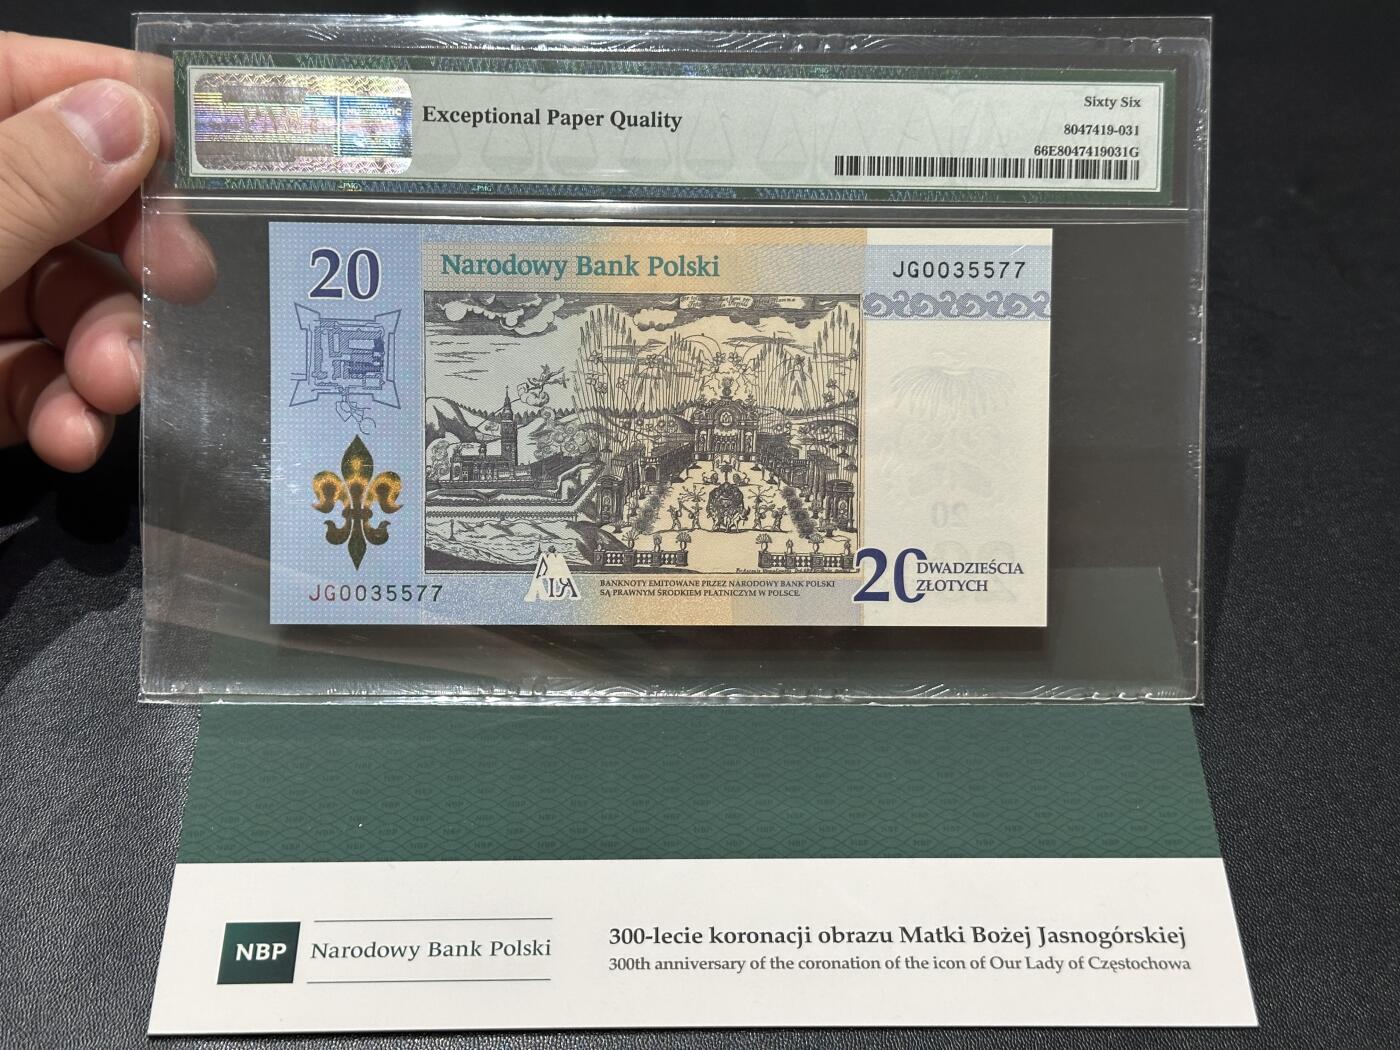 Exceptional Paper Quality
Sixty Six
8047419-031
66E8047419031G
20
Narodowy Bank Polski
JG0035577
20
JG0035577
BANKNOTY EMITOWANE PRZEZ NARODOWY BANK POLSKI
SĄ PRAWNYM ŚRODKIEM PŁATNICZYM W POLSCE.
20 DWADZIEŚCIA
ZŁOTYCH
NBP Narodowy Bank Polski
300-lecie koronacji obrazu Matki Bożej Jasnogórskiej
300th anniversary of the coronation of the icon of Our Lady of Częstochowa